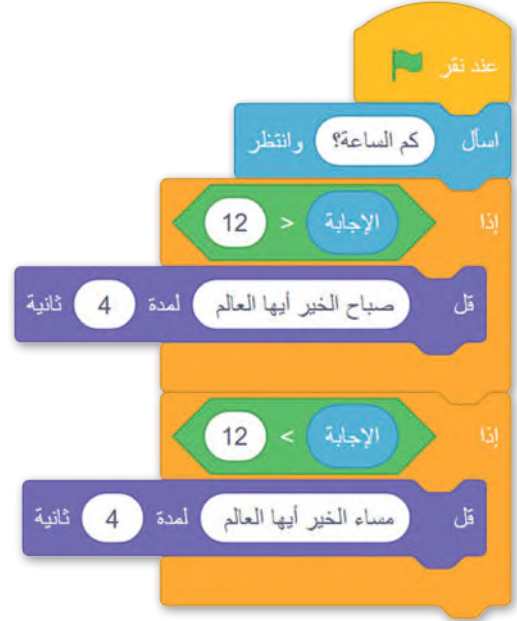 عند نقر
اسأل كم الساعة؟ وانتظر
إذا الإجابة < 12
قل صباح الخير أيها العالم لمدة 4 ثانية
إذا الإجابة > 12
قل مساء الخير أيها العالم لمدة 4 ثانية